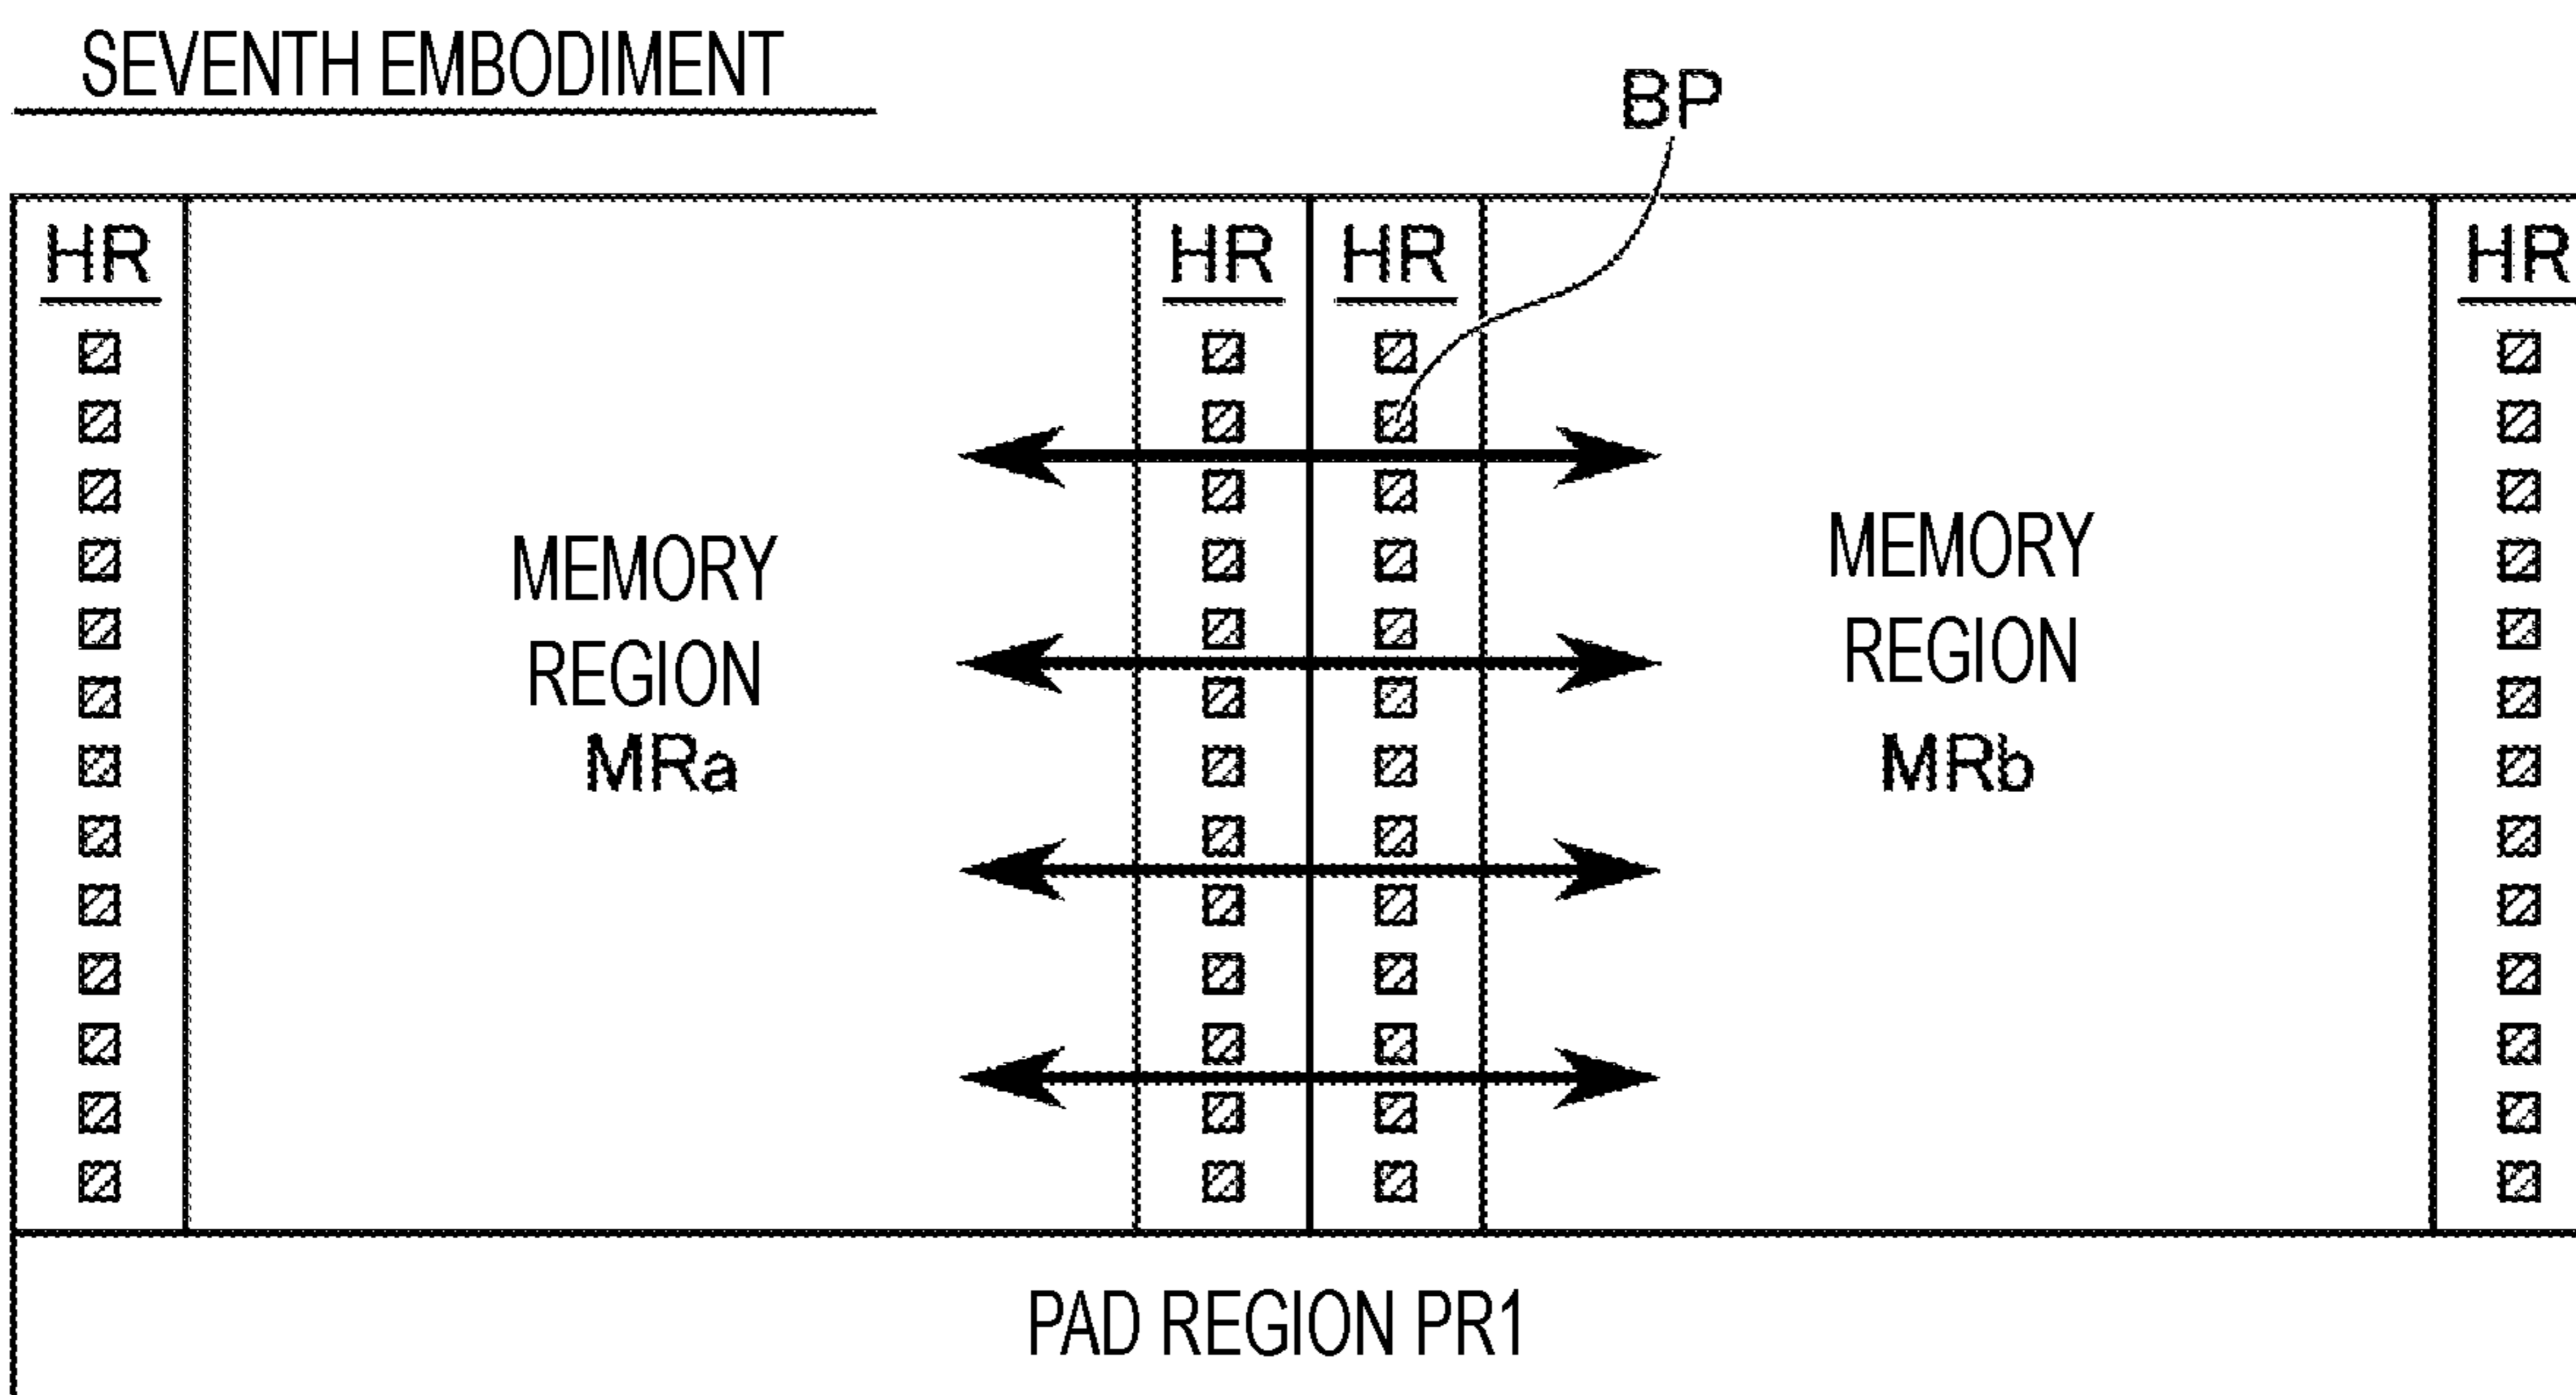 SEVENTH EMBODIMENT
BP
HR
HR
HR
HR
MEMORY
REGION
MRa
MEMORY
REGION
MRb
PAD REGION PR1